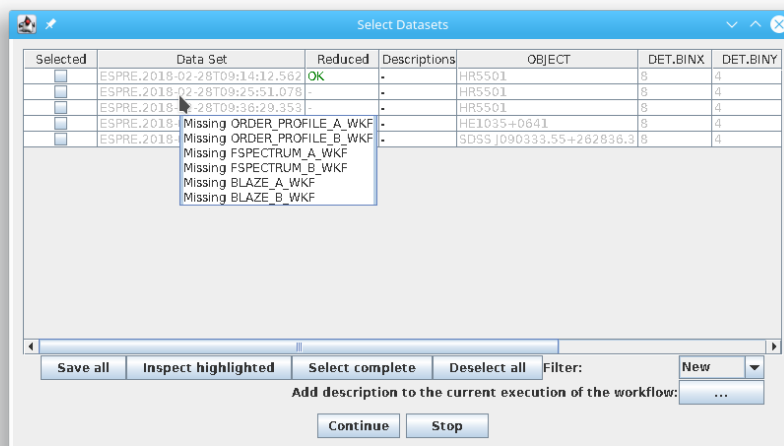 Select Datasets
Selected Data Set Reduced Descriptions OBJECT DET.BINX DET.BINY
ESPRE.2018-02-28T09:14:12.562 OK - HR5501 8 4
ESPRE.2018-02-28T09:25:51.078 - - HR5501 8 4
ESPRE.2018-02-28T09:36:29.353 - - HR5501 8 4
ESPRE.2018- - HE1035+0641 8 4
ESPRE.2018- - SDSS J090333.55+262836.3 8 4
Missing ORDER_PROFILE_A_WKF
Missing ORDER_PROFILE_B_WKF
Missing FSPECTRUM_A_WKF
Missing FSPECTRUM_B_WKF
Missing BLAZE_A_WKF
Missing BLAZE_B_WKF
Save all Inspect highlighted Select complete Deselect all Filter: New
Add description to the current execution of the workflow: ...
Continue Stop